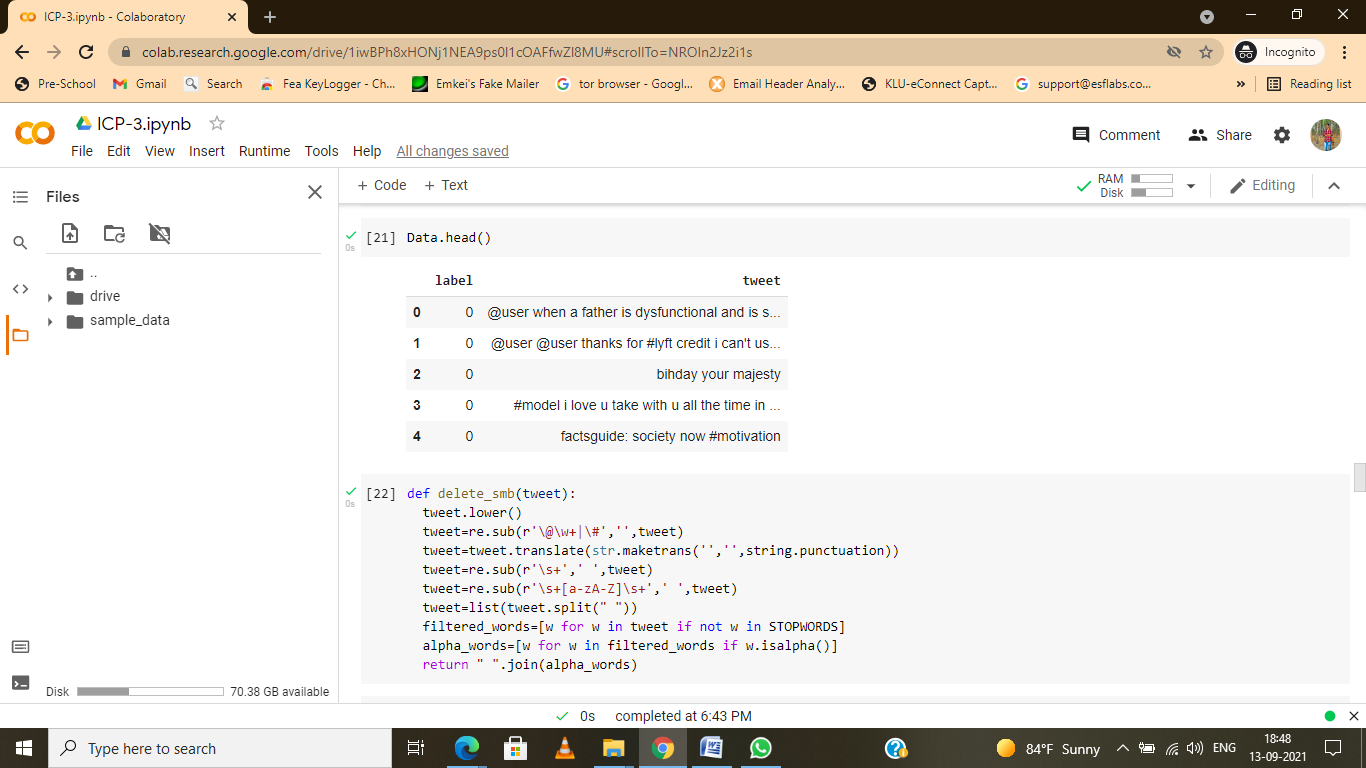 ICP-3.ipynb - Colaboratory
colab.research.google.com/drive/1iwBPh8xHONj1NEA9ps0l1cOAFfwZl8MU#scrollTo=NROIn2Jz2i1s
Incognito
Pre-School Gmail Search Fea KeyLogger - Ch... Emkei's Fake Mailer tor browser - Googl... Email Header Analy... KLU-eConnect Capt... support@esflabs.co... » Reading list
ICP-3.ipynb
Comment Share
File Edit View Insert Runtime Tools Help All changes saved
Files
+ Code + Text
RAM
Disk
Editing
..
drive
sample_data
Disk 70.38 GB available
0s
[21] Data.head()
label tweet
0 0 @user when a father is dysfunctional and is s...
1 0 @user @user thanks for #lyft credit i can't us...
2 0 bihday your majesty
3 0 #model i love u take with u all the time in ...
4 0 factsguide: society now #motivation
0s
[22] def delete_smb(tweet):
tweet.lower()
tweet=re.sub(r'\@\w+|\#','',tweet)
tweet=tweet.translate(str.maketrans('','',string.punctuation))
tweet=re.sub(r'\s+',' ',tweet)
tweet=re.sub(r'\s+[a-zA-Z]\s+',' ',tweet)
tweet=list(tweet.split(" "))
filtered_words=[w for w in tweet if not w in STOPWORDS]
alpha_words=[w for w in filtered_words if w.isalpha()]
return " ".join(alpha_words)
0s completed at 6:43 PM
Type here to search
84°F Sunny
ENG
18:48
13-09-2021